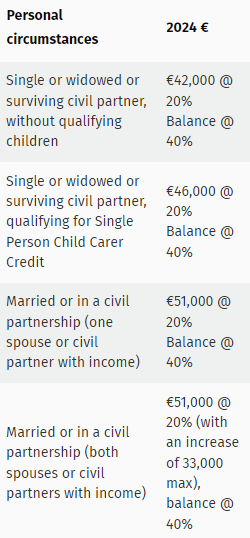 Personal
circumstances
2024 €
Single or widowed or
surviving civil partner,
without qualifying
children
€42,000 @
20%
Balance @
40%
Single or widowed or
surviving civil partner,
qualifying for Single
Person Child Carer
Credit
€46,000 @
20%
Balance @
40%
Married or in a civil
partnership (one
spouse or civil
partner with income)
€51,000 @
20%
Balance @
40%
Married or in a civil
partnership (both
spouses or civil
partners with income)
€51,000 @
20% (with
an increase
of 33,000
max),
balance @
40%